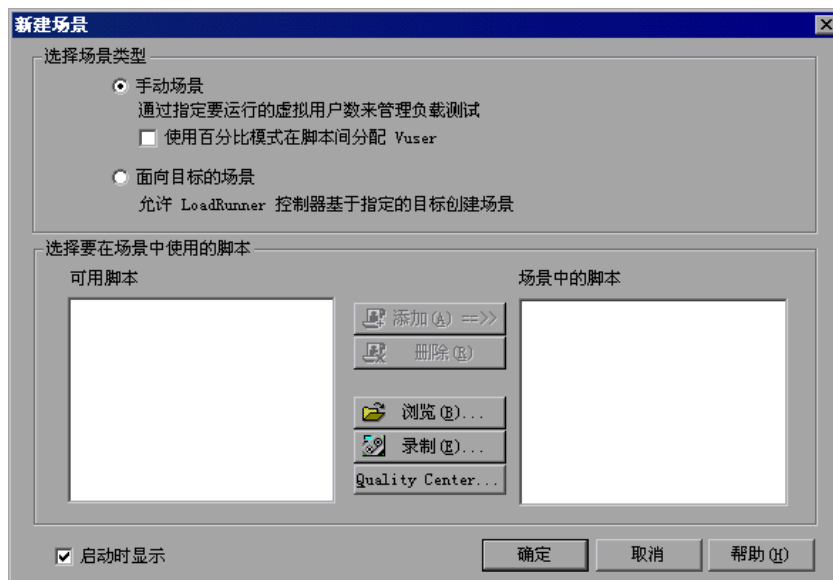 新建场景
选择场景类型
手动场景
通过指定要运行的虚拟用户数来管理负载测试
使用百分比模式在脚本间分配 Vuser
面向目标的场景
允许 LoadRunner 控制器基于指定的目标创建场景
选择要在场景中使用的脚本
可用脚本
场景中的脚本
添加(A) ==>>
删除(R)
浏览(B)...
录制(E)...
Quality Center...
启动时显示
确定
取消
帮助(H)